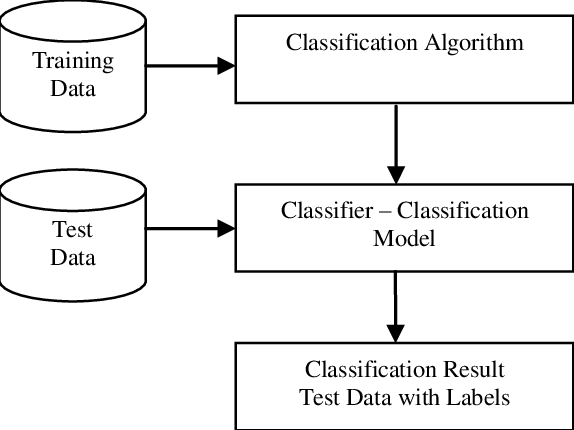 Training
Data
Classification Algorithm
Test
Data
Classifier – Classification
Model
Classification Result
Test Data with Labels